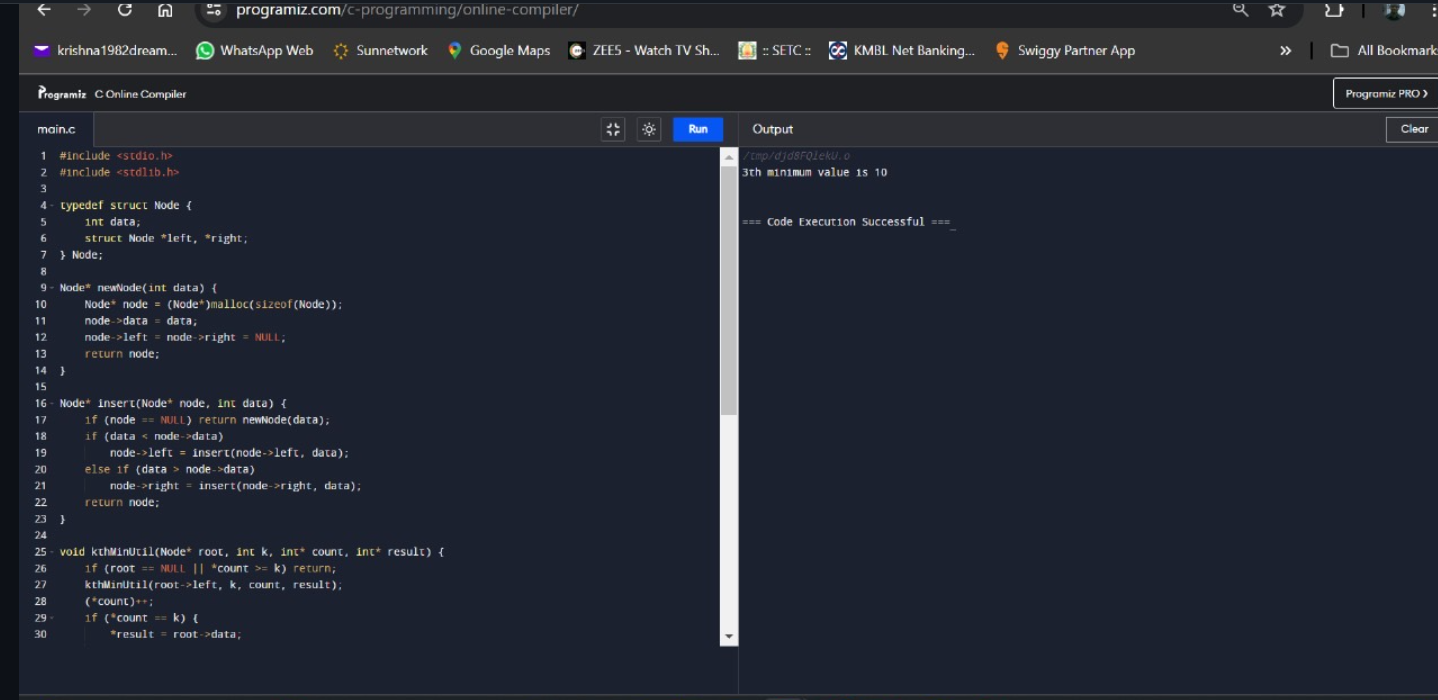 programiz.com/c-programming/online-compiler/
krishna1982dream... WhatsApp Web Sunnetwork Google Maps ZEE5 - Watch TV Sh... :: SETC :: KMBL Net Banking... Swiggy Partner App » All Bookmark
Programiz C Online Compiler Programiz PRO >
main.c Run Output Clear
1 #include <stdio.h>
2 #include <stdlib.h>
3
4 typedef struct Node {
5 int data;
6 struct Node *left, *right;
7 } Node;
8
9 Node* newNode(int data) {
10 Node* node = (Node*)malloc(sizeof(Node));
11 node->data = data;
12 node->left = node->right = NULL;
13 return node;
14 }
15
16 Node* insert(Node* node, int data) {
17 if (node == NULL) return newNode(data);
18 if (data < node->data)
19 node->left = insert(node->left, data);
20 else if (data > node->data)
21 node->right = insert(node->right, data);
22 return node;
23 }
24
25 void kthMinUtil(Node* root, int k, int* count, int* result) {
26 if (root == NULL || *count >= k) return;
27 kthMinUtil(root->left, k, count, result);
28 (*count)++;
29 if (*count == k) {
30 *result = root->data;
3th minimum value is 10
=== Code Execution Successful ===